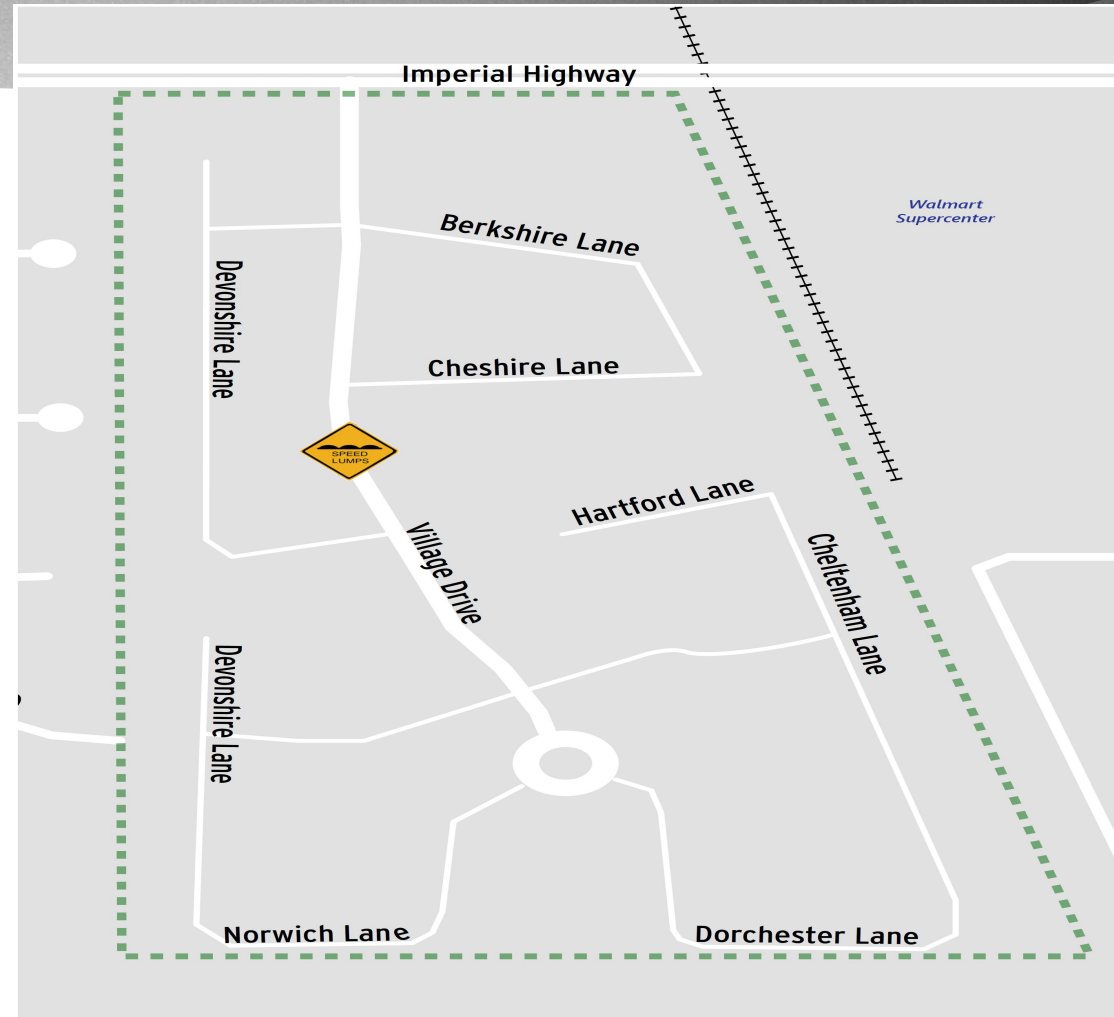 Imperial Highway
Walmart
Supercenter
Berkshire Lane
Devonshire Lane
Cheshire Lane
SPEED
LUMPS
Hartford Lane
Village Drive
Cheltenham Lane
Devonshire Lane
Norwich Lane
Dorchester Lane